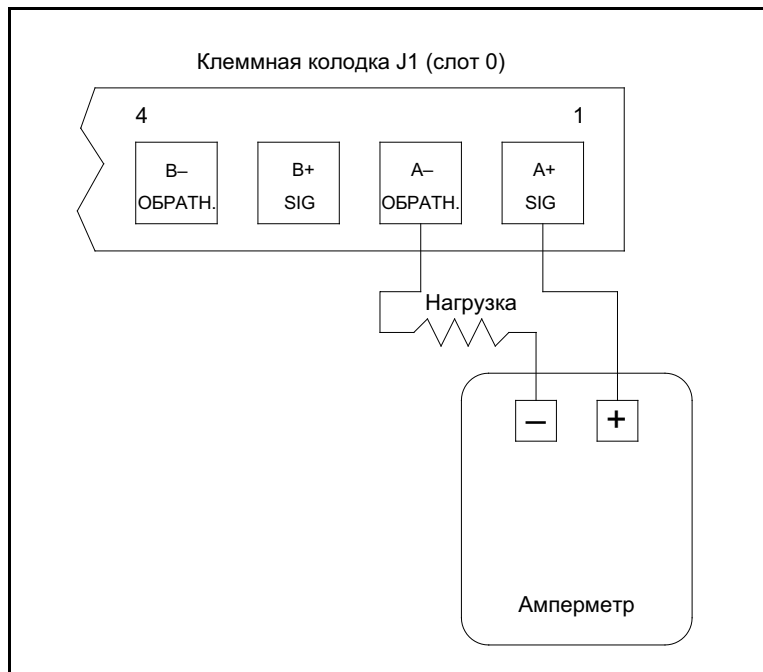 Клеммная колодка J1 (слот 0)
4 1
B– B+ A– A+
ОБРАТН. SIG ОБРАТН. SIG
Нагрузка
– +
Амперметр